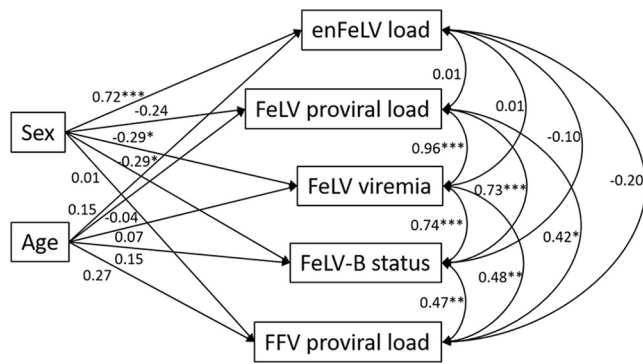 enFeLV load
0.72***
0.01
-0.24
FeLV proviral load
0.01
Sex
-0.29*
-0.10
-0.29*
0.96***
-0.20
0.01
FeLV viremia
0.73***
0.15
-0.04
0.74***
Age
0.07
0.42*
0.15
FeLV-B status
0.48**
0.27
0.47**
FFV proviral load